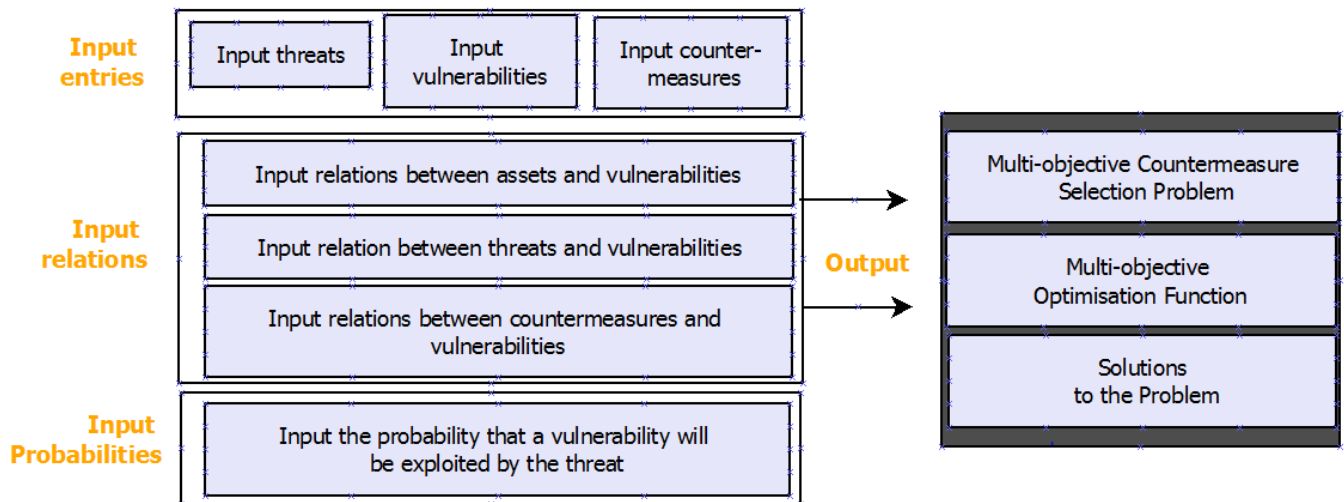 Input
entries
Input threats
Input
vulnerabilities
Input counter-
measures
Input
relations
Input relations between assets and vulnerabilities
Input relation between threats and vulnerabilities
Input relations between countermeasures and
vulnerabilities
Input
Probabilities
Input the probability that a vulnerability will
be exploited by the threat
Output
Multi-objective Countermeasure
Selection Problem
Multi-objective
Optimisation Function
Solutions
to the Problem